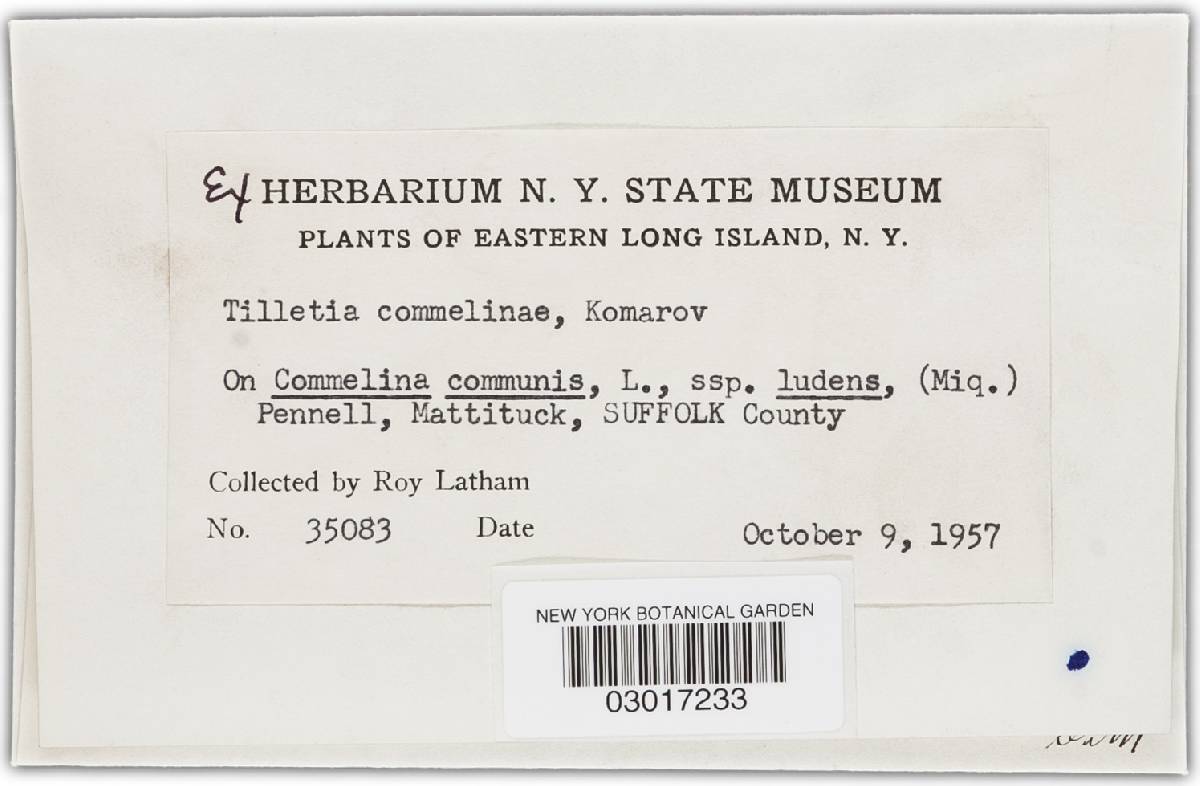 Ex HERBARIUM N. Y. STATE MUSEUM
PLANTS OF EASTERN LONG ISLAND, N. Y.
Tilletia commelinae, Komarov
On Commelina communis, L., ssp. ludens, (Miq.)
Pennell, Mattituck, SUFFOLK County
Collected by Roy Latham
No. 35083 Date October 9, 1957
NEW YORK BOTANICAL GARDEN
03017233